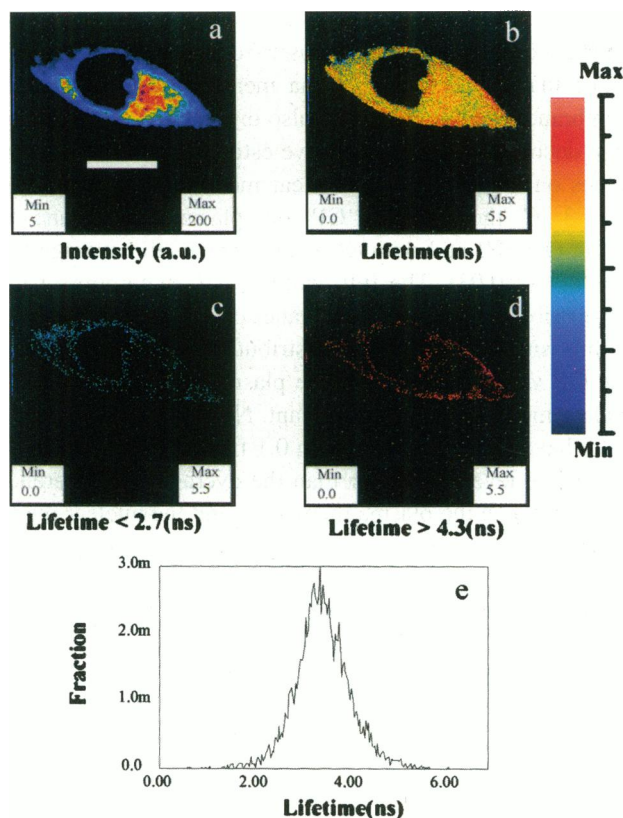 a
Min
5
Max
200
Intensity (a.u.)
b
Min
0.0
Max
5.5
Lifetime(ns)
Max
Min
c
Min
0.0
Max
5.5
Lifetime < 2.7(ns)
d
Min
0.0
Max
5.5
Lifetime > 4.3(ns)
e
Fraction
3.0m
2.0m
1.0m
0.0
0.00 2.00 4.00 6.00
Lifetime(ns)